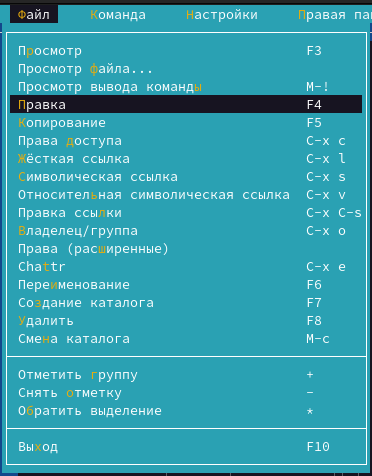 Файл Команда Настройки Правая
Просмотр F3
Просмотр файла...
Просмотр вывода команды M-!
Правка F4
Копирование F5
Права доступа C-x c
Жёсткая ссылка C-x l
Символическая ссылка C-x s
Относительная символическая ссылка C-x v
Правка ссылки C-x C-s
Владелец/группа C-x o
Права (расширенные)
Chattr C-x e
Переименование F6
Создание каталога F7
Удалить F8
Смена каталога M-c
Отметить группу +
Снять отметку -
Обратить выделение *
Выход F10